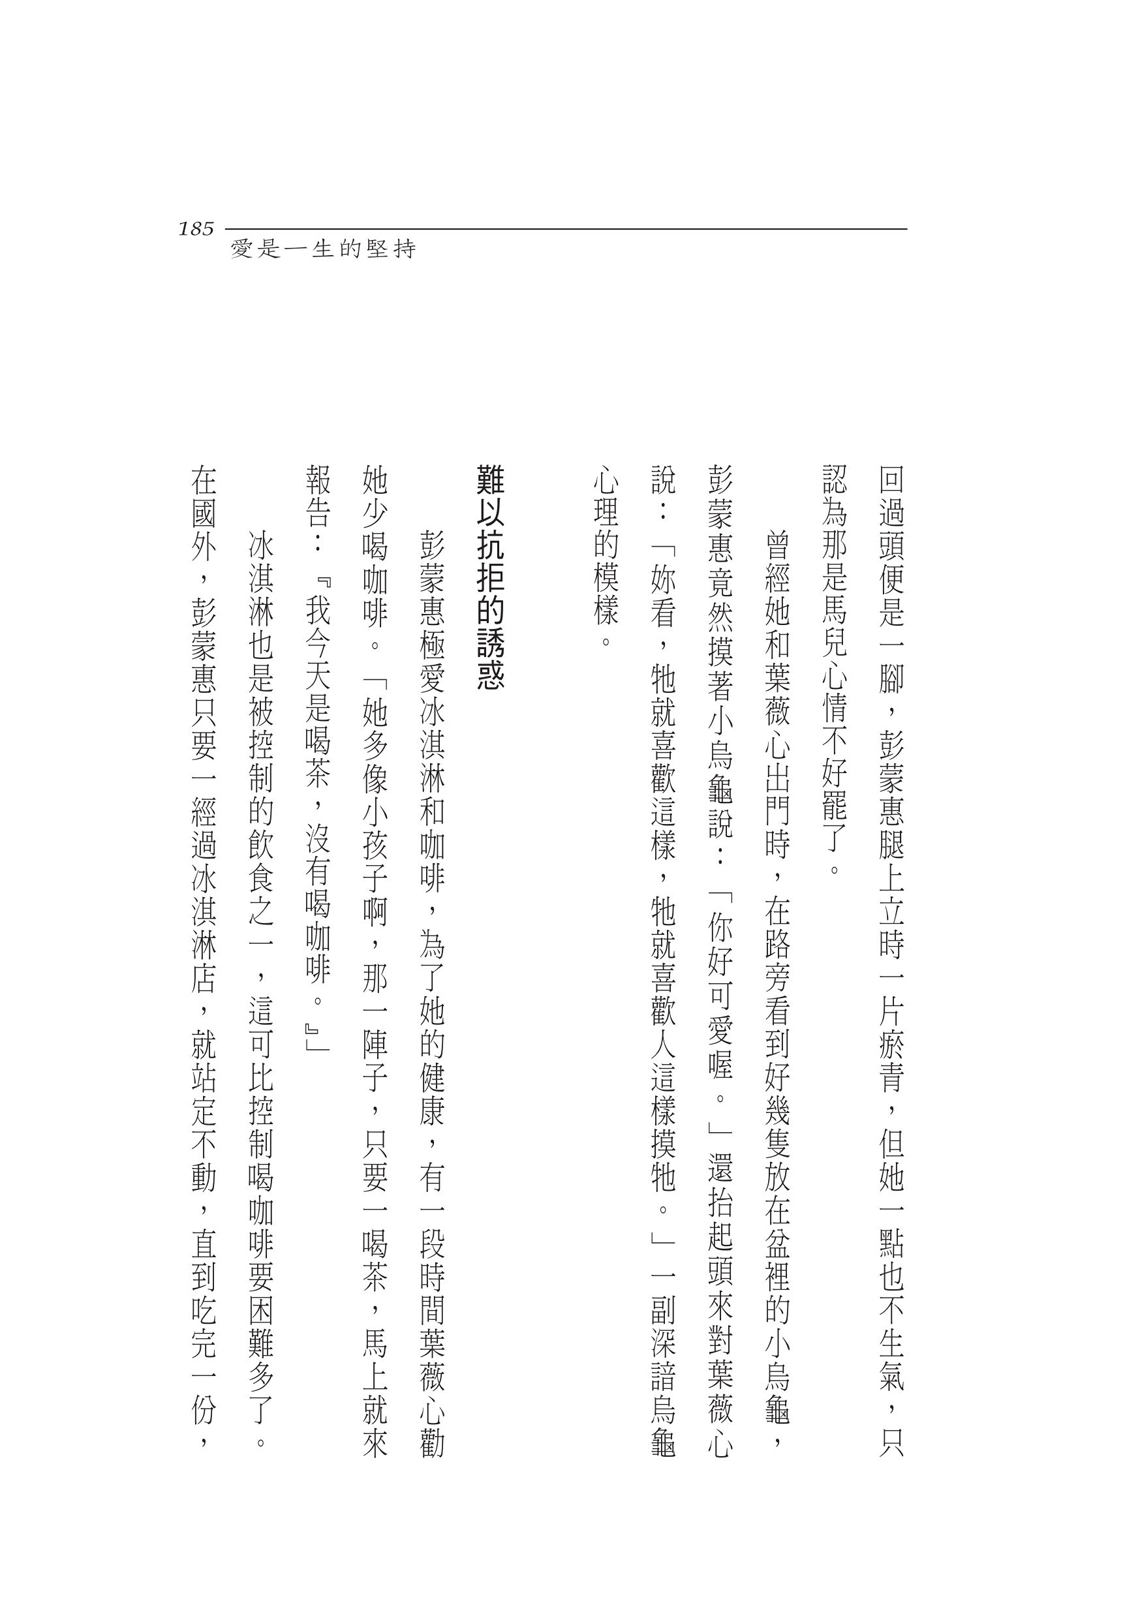 185
愛是一生的堅持
回過頭便是一腳，彭蒙惠腿上立時一片瘀青，但她一點也不生氣，只
認為那是馬兒心情不好罷了。
曾經她和葉薇心出門時，在路旁看到好幾隻放在盆裡的小烏龜，
彭蒙惠竟然摸著小烏龜說：「你好可愛喔。」還抬起頭來對葉薇心
說：「妳看，牠就喜歡這樣，牠就喜歡人這樣摸牠。」一副深諳烏龜
心理的模樣。
難以抗拒的誘惑
彭蒙惠極愛冰淇淋和咖啡，為了她的健康，有一段時間葉薇心勸
她少喝咖啡。「她多像小孩子啊，那一陣子，只要一喝茶，馬上就來
報告：『我今天是喝茶，沒有喝咖啡。』」
冰淇淋也是被控制的飲食之一，這可比控制喝咖啡要困難多了。
在國外，彭蒙惠只要一經過冰淇淋店，就站定不動，直到吃完一份，